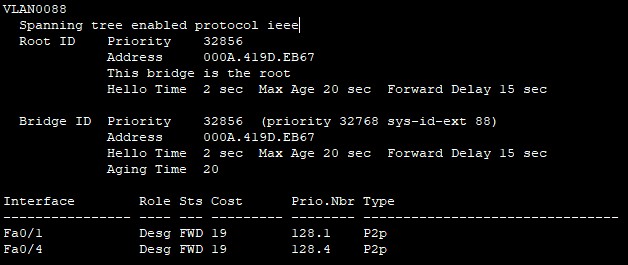 VLAN0088
  Spanning tree enabled protocol ieee
  Root ID    Priority    32856
             Address     000A.419D.EB67
             This bridge is the root
             Hello Time  2 sec  Max Age 20 sec  Forward Delay 15 sec

  Bridge ID  Priority    32856  (priority 32768 sys-id-ext 88)
             Address     000A.419D.EB67
             Hello Time  2 sec  Max Age 20 sec  Forward Delay 15 sec
             Aging Time  20

Interface        Role Sts Cost      Prio.Nbr Type
---------------- ---- --- --------- -------- --------------------------------
Fa0/1            Desg FWD 19        128.1    P2p
Fa0/4            Desg FWD 19        128.4    P2p